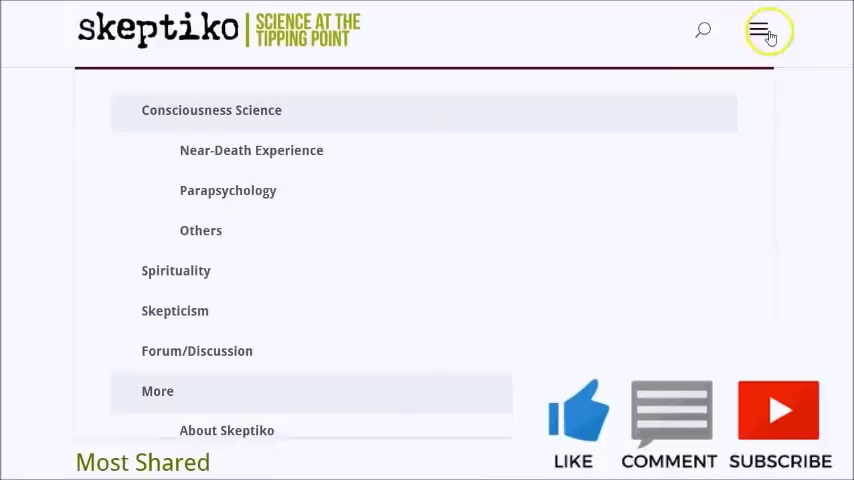 skeptiko | SCIENCE AT THE
TIPPING POINT
Consciousness Science
Near-Death Experience
Parapsychology
Others
Spirituality
Skepticism
Forum/Discussion
More
About Skeptiko
Most Shared
LIKE COMMENT SUBSCRIBE